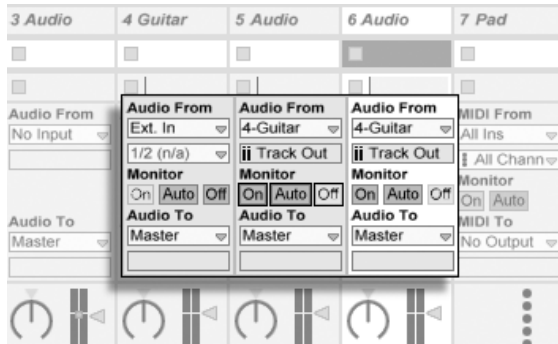 3 Audio
4 Guitar
5 Audio
6 Audio
7 Pad
Audio From
No Input
Audio To
Master
Audio From
Ext. In
1/2 (n/a)
Monitor
On Auto Off
Audio To
Master
Audio From
4-Guitar
Track Out
Monitor
On Auto Off
Audio To
Master
Audio From
4-Guitar
Track Out
Monitor
On Auto Off
Audio To
Master
MIDI From
All Ins
All Chann
Monitor
On Auto
MIDI To
No Output